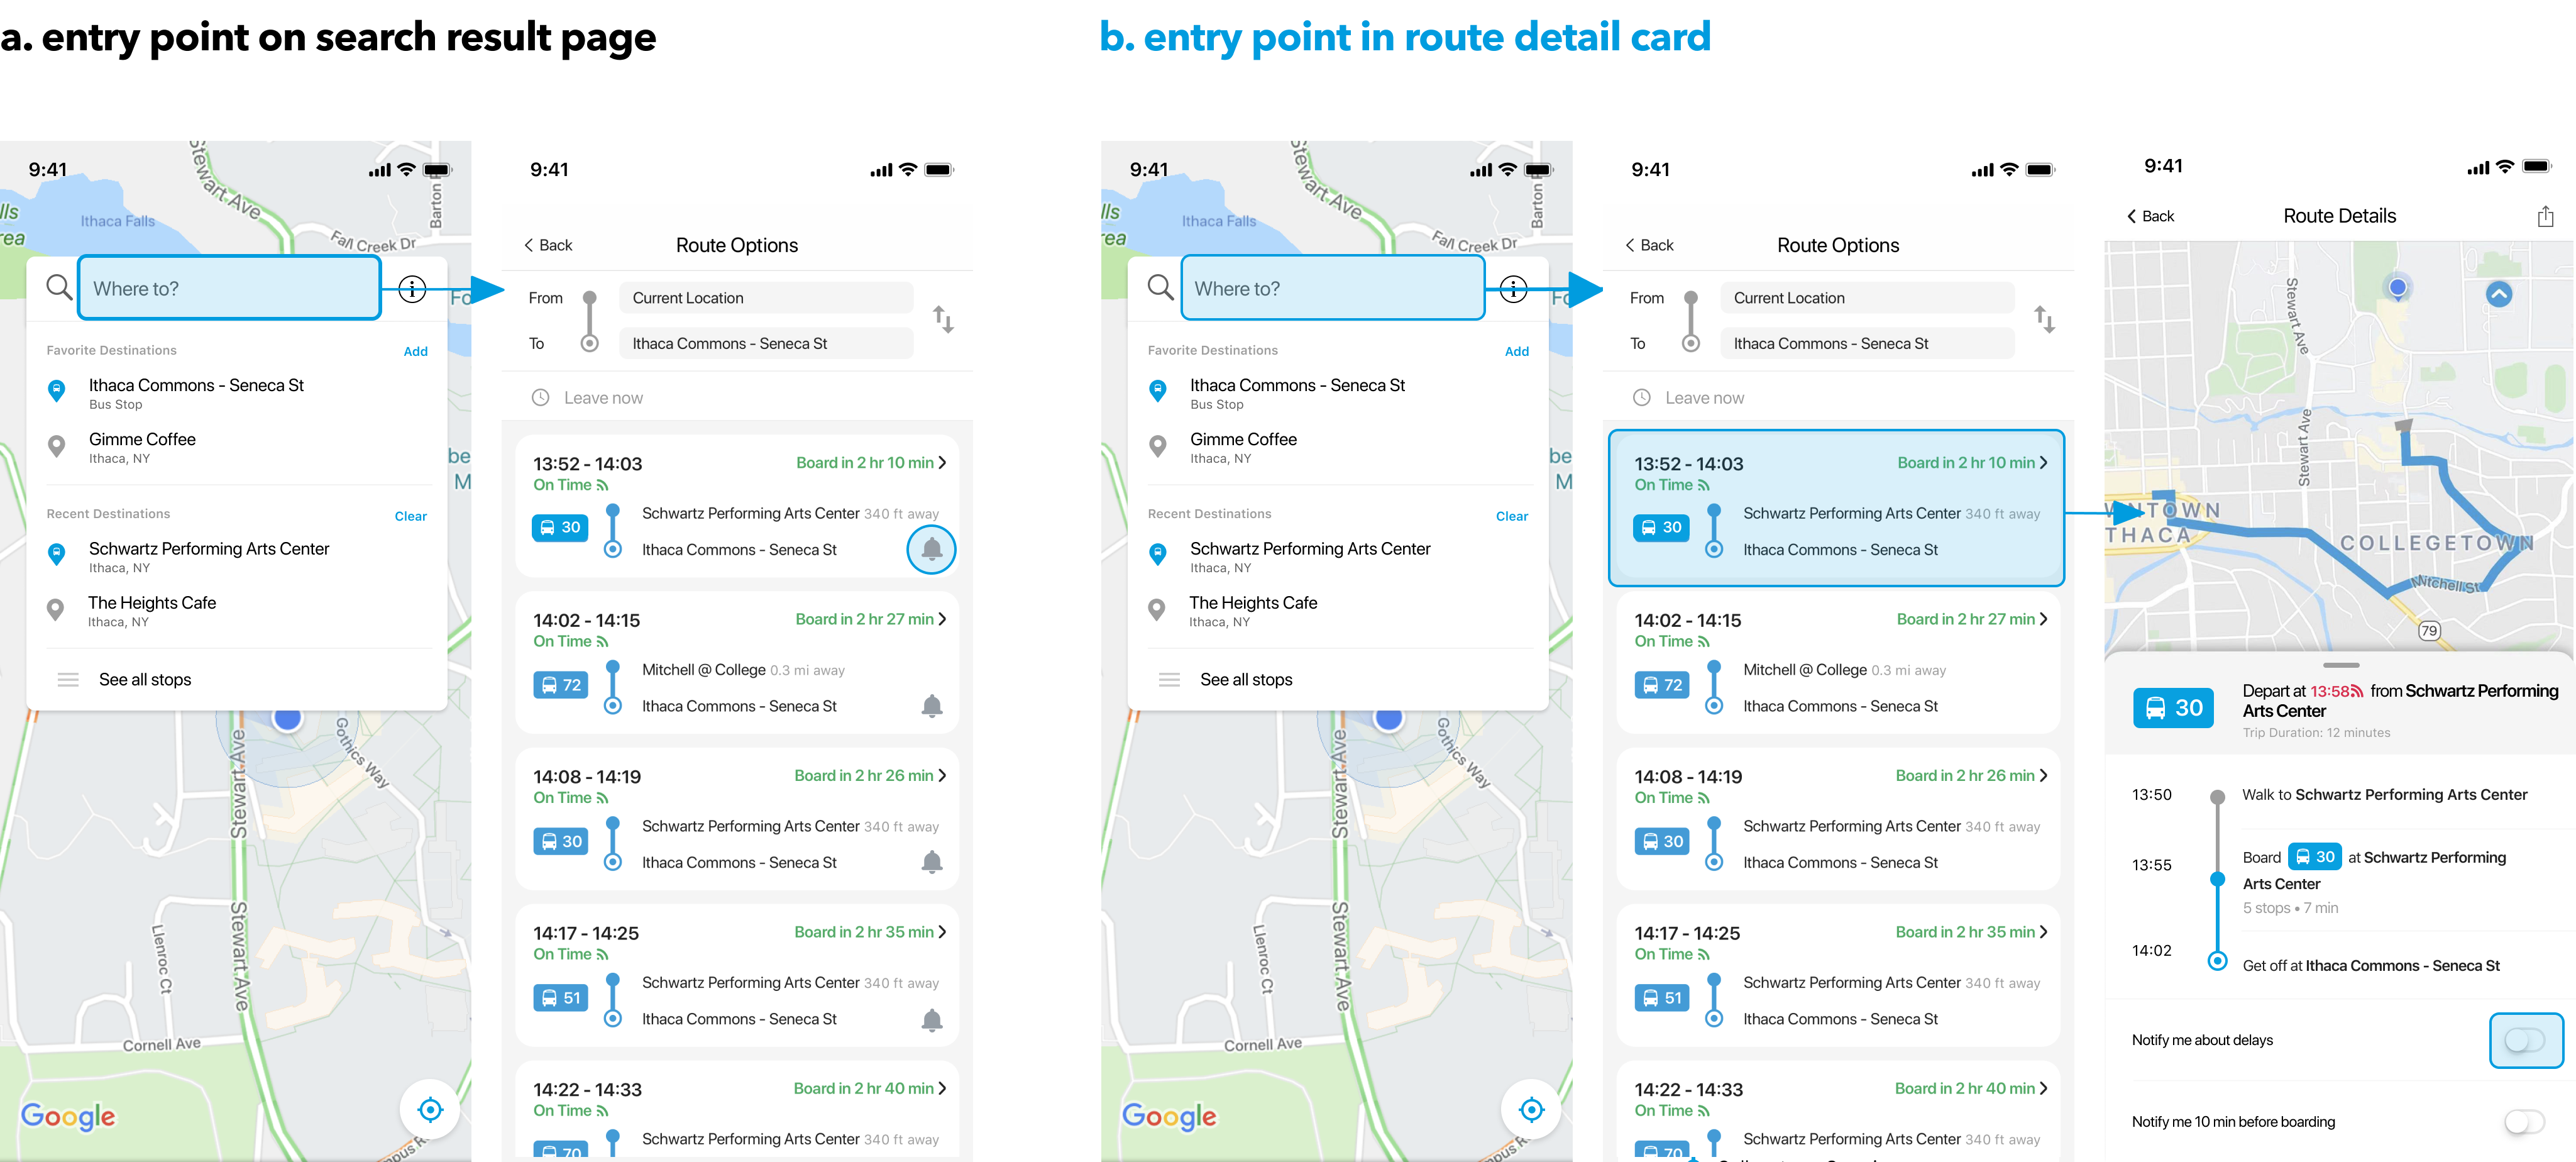 a. entry point on search result page
b. entry point in route detail card
9:41
Stewart Ave
Barton
Ithaca Falls
lls
rea
Fall Creek Dr
Where to?
Fo
Favorite Destinations
Add
Ithaca Commons - Seneca St
Bus Stop
Gimme Coffee
Ithaca, NY
be
M
Recent Destinations
Clear
Schwartz Performing Arts Center
Ithaca, NY
The Heights Cafe
Ithaca, NY
See all stops
Stewart Ave
Gothics Way
Stewart Ave
Llenroc Ct
Cornell Ave
Google
9:41
Back
Route Options
From
Current Location
To
Ithaca Commons - Seneca St
Leave now
13:52 - 14:03
Board in 2 hr 10 min
On Time
30
Schwartz Performing Arts Center 340 ft away
Ithaca Commons - Seneca St
14:02 - 14:15
Board in 2 hr 27 min
On Time
72
Mitchell @ College 0.3 mi away
Ithaca Commons - Seneca St
14:08 - 14:19
Board in 2 hr 26 min
On Time
30
Schwartz Performing Arts Center 340 ft away
Ithaca Commons - Seneca St
14:17 - 14:25
Board in 2 hr 35 min
On Time
51
Schwartz Performing Arts Center 340 ft away
Ithaca Commons - Seneca St
14:22 - 14:33
Board in 2 hr 40 min
On Time
70
Schwartz Performing Arts Center 340 ft away
9:41
Stewart Ave
Barton
Ithaca Falls
lls
rea
Fall Creek Dr
Where to?
Fo
Favorite Destinations
Add
Ithaca Commons - Seneca St
Bus Stop
Gimme Coffee
Ithaca, NY
be
M
Recent Destinations
Clear
Schwartz Performing Arts Center
Ithaca, NY
The Heights Cafe
Ithaca, NY
See all stops
Stewart Ave
Gothics Way
Stewart Ave
Llenroc Ct
Cornell Ave
Google
9:41
Back
Route Options
From
Current Location
To
Ithaca Commons - Seneca St
Leave now
13:52 - 14:03
Board in 2 hr 10 min
On Time
30
Schwartz Performing Arts Center 340 ft away
Ithaca Commons - Seneca St
14:02 - 14:15
Board in 2 hr 27 min
On Time
72
Mitchell @ College 0.3 mi away
Ithaca Commons - Seneca St
14:08 - 14:19
Board in 2 hr 26 min
On Time
30
Schwartz Performing Arts Center 340 ft away
Ithaca Commons - Seneca St
14:17 - 14:25
Board in 2 hr 35 min
On Time
51
Schwartz Performing Arts Center 340 ft away
Ithaca Commons - Seneca St
14:22 - 14:33
Board in 2 hr 40 min
On Time
70
Schwartz Performing Arts Center 340 ft away
9:41
Back
Route Details
Stewart Ave
Stewart Ave
NTOWN
THACA
COLLEGETOWN
Mitchell St
79
30
Depart at 13:58 from Schwartz Performing
Arts Center
Trip Duration: 12 minutes
13:50
Walk to Schwartz Performing Arts Center
13:55
Board 30 at Schwartz Performing
Arts Center
5 stops • 7 min
14:02
Get off at Ithaca Commons - Seneca St
Notify me about delays
Notify me 10 min before boarding